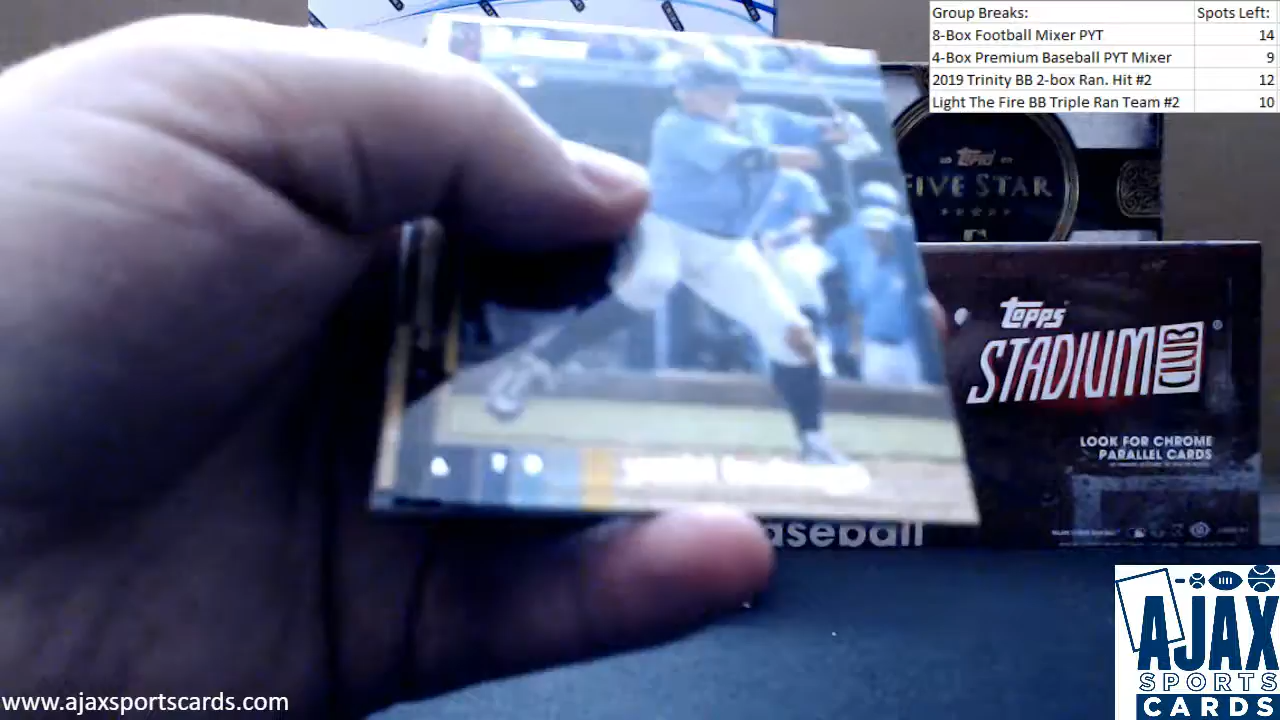 Group Breaks: Spots Left:
8-Box Football Mixer PYT 14
4-Box Premium Baseball PYT Mixer 9
2019 Trinity BB 2-box Ran. Hit #2 12
Light The Fire BB Triple Ran Team #2 10
Topps
FIVE STAR
Topps
STADIUM CLUB
LOOK FOR CHROME
PARALLEL CARDS
aseball
AJAX
SPORTS
CARDS
www.ajaxsportscards.com